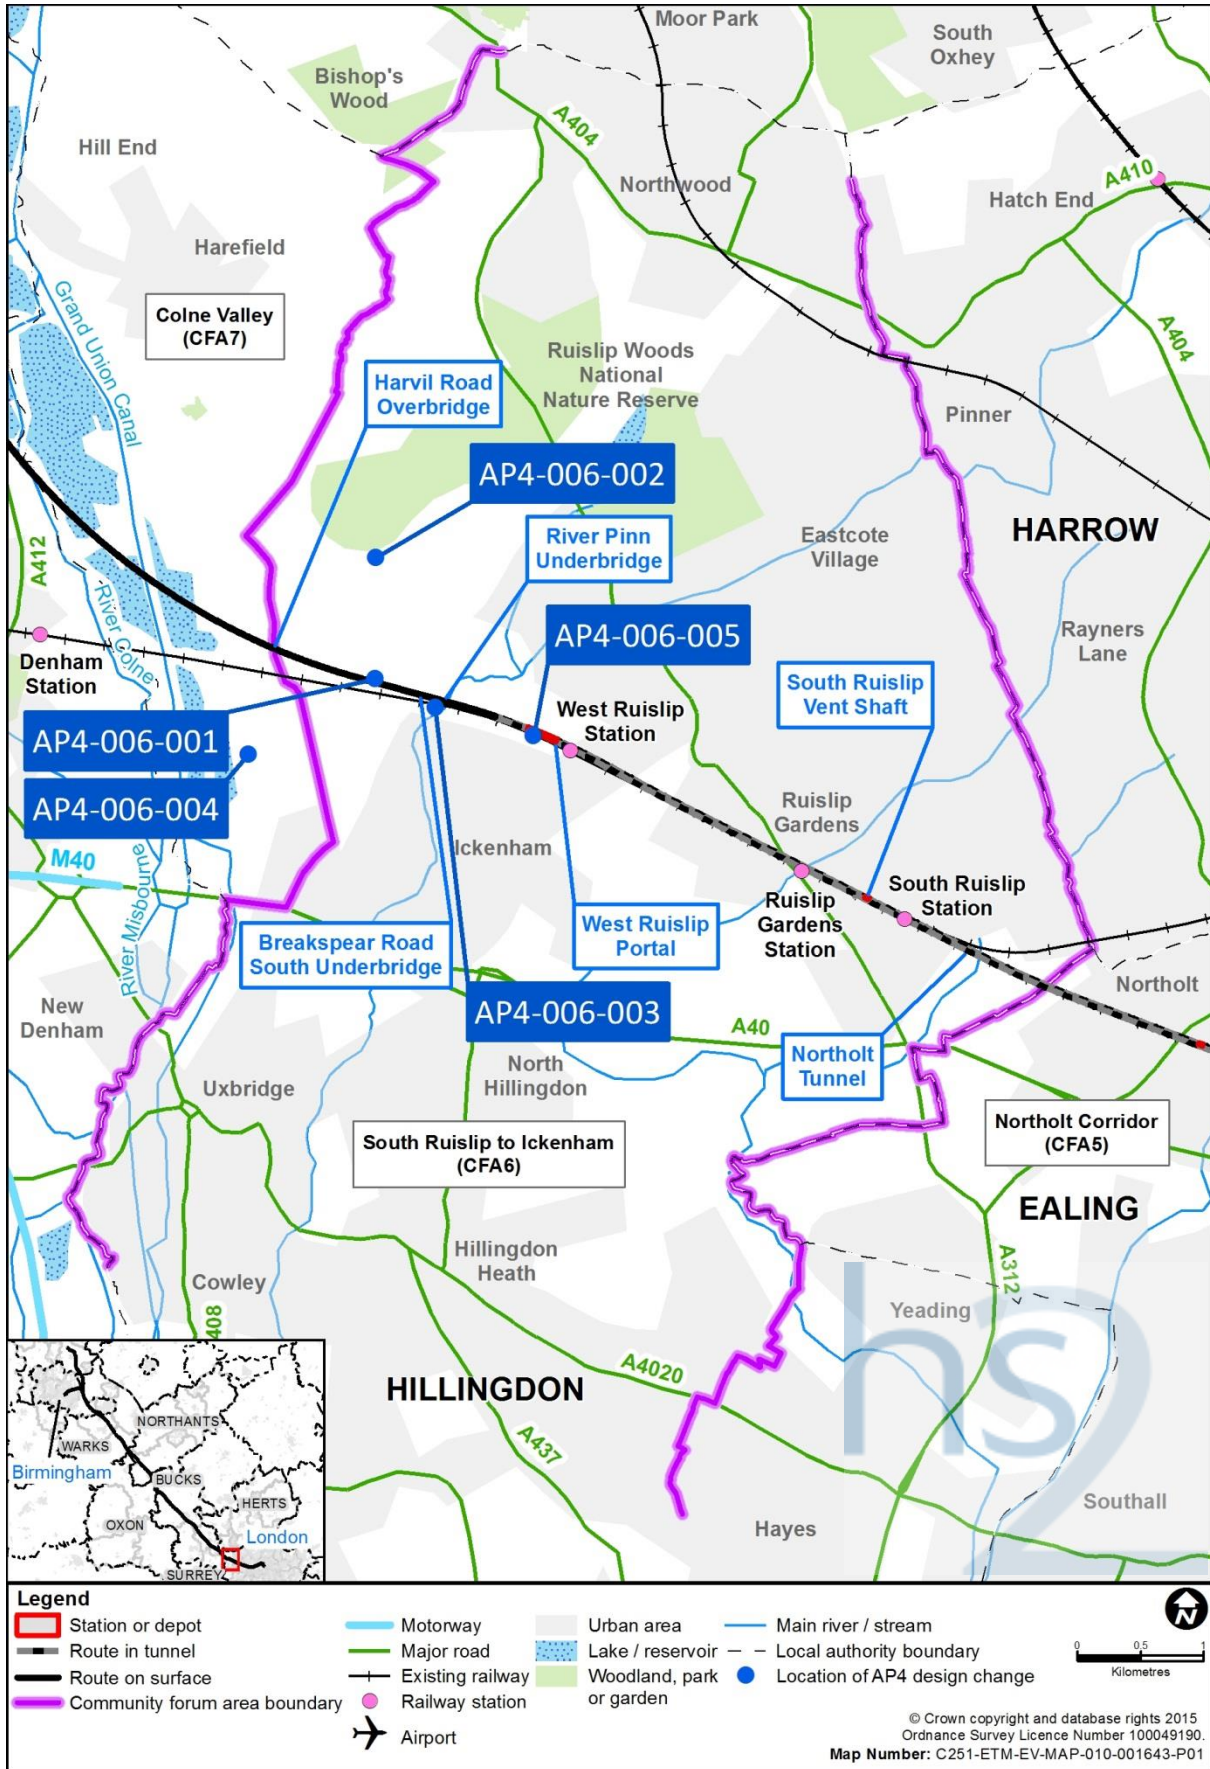 Moor Park
South
Oxhey
Bishop's
Wood
A404
Hill End
Northwood
A410
Hatch End
Harefield
Grand Union Canal
Colne Valley
(CFA7)
A404
Ruislip Woods
National
Nature Reserve
Harvil Road
Overbridge
Pinner
AP4-006-002
River Pinn
Underbridge
Eastcote
Village
HARROW
A412
River Colne
AP4-006-005
Rayners
Lane
Denham
Station
South Ruislip
Vent Shaft
West Ruislip
Station
AP4-006-001
AP4-006-004
Ruislip
Gardens
Ickenham
M40
River Misbourne
South Ruislip
Station
Ruislip
Gardens
Station
West Ruislip
Portal
Breakspear Road
South Underbridge
Northolt
New
Denham
AP4-006-003
A40
North
Hillingdon
Northolt
Tunnel
Uxbridge
South Ruislip to Ickenham
(CFA6)
Northolt Corridor
(CFA5)
EALING
Hillingdon
Heath
A312
Cowley
Yeading
408
hs2
A4020
HILLINGDON
A437
Southall
Hayes
NORTHANTS
WARKS
Birmingham
BUCKS
HERTS
OXON
London
SURREY
Legend
Station or depot
Route in tunnel
Route on surface
Community forum area boundary
Motorway
Major road
Existing railway
Railway station
Airport
Urban area
Lake / reservoir
Woodland, park
or garden
Main river / stream
Local authority boundary
Location of AP4 design change
N
0 0.5 1
Kilometres
© Crown copyright and database rights 2015
Ordnance Survey Licence Number 100049190.
Map Number: C251-ETM-EV-MAP-010-001643-P01